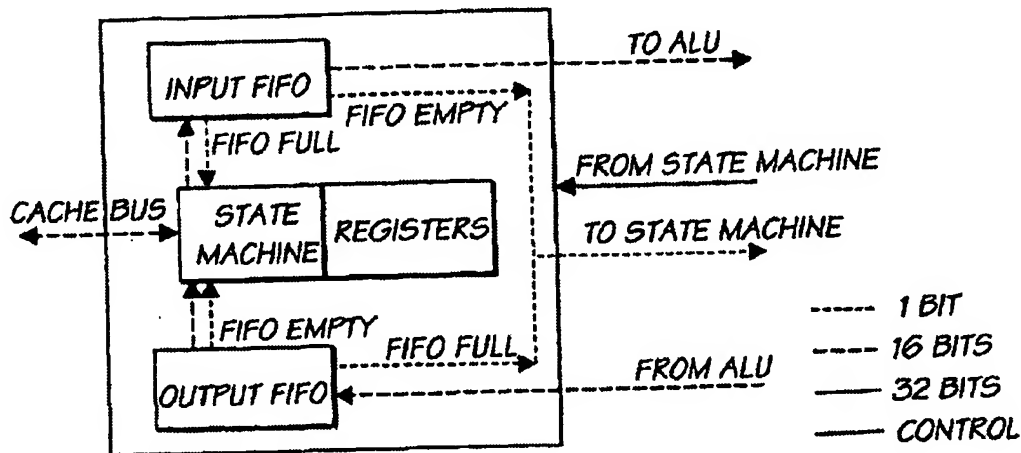 TO ALU
INPUT FIFO
FIFO EMPTY
FIFO FULL
FROM STATE MACHINE
CACHE BUS
STATE
MACHINE
REGISTERS
TO STATE MACHINE
FIFO EMPTY
FIFO FULL
OUTPUT FIFO
FROM ALU
1 BIT
16 BITS
32 BITS
CONTROL